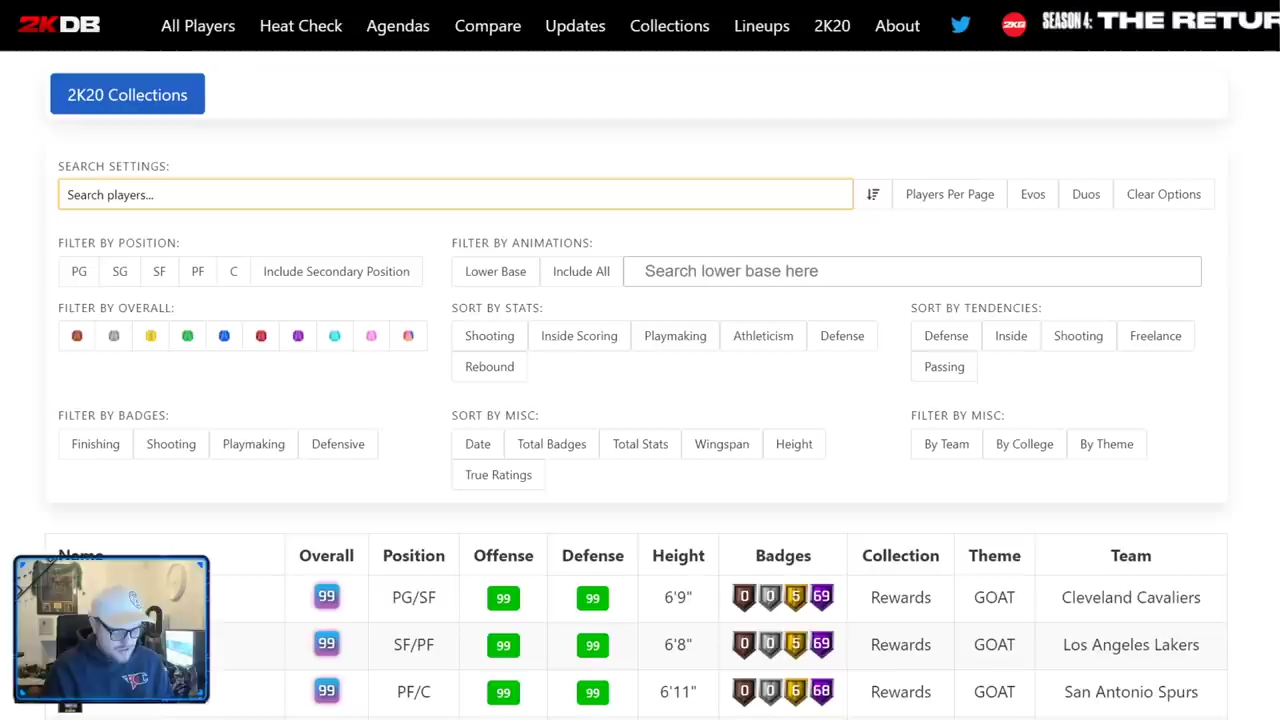 2KDB All Players Heat Check Agendas Compare Updates Collections Lineups 2K20 About 2KG SEASON 4: THE RETUR
2K20 Collections
SEARCH SETTINGS:
Search players... Players Per Page Evos Duos Clear Options
FILTER BY POSITION: FILTER BY ANIMATIONS:
PG SG SF PF C Include Secondary Position Lower Base Include All Search lower base here
FILTER BY OVERALL: SORT BY STATS: SORT BY TENDENCIES:
Shooting Inside Scoring Playmaking Athleticism Defense Defense Inside Shooting Freelance
Rebound Passing
FILTER BY BADGES: SORT BY MISC: FILTER BY MISC:
Finishing Shooting Playmaking Defensive Date Total Badges Total Stats Wingspan Height By Team By College By Theme
True Ratings
Name Overall Position Offense Defense Height Badges Collection Theme Team
99 PG/SF 99 99 6'9" 0 0 5 69 Rewards GOAT Cleveland Cavaliers
99 SF/PF 99 99 6'8" 0 0 5 69 Rewards GOAT Los Angeles Lakers
99 PF/C 99 99 6'11" 0 0 6 68 Rewards GOAT San Antonio Spurs